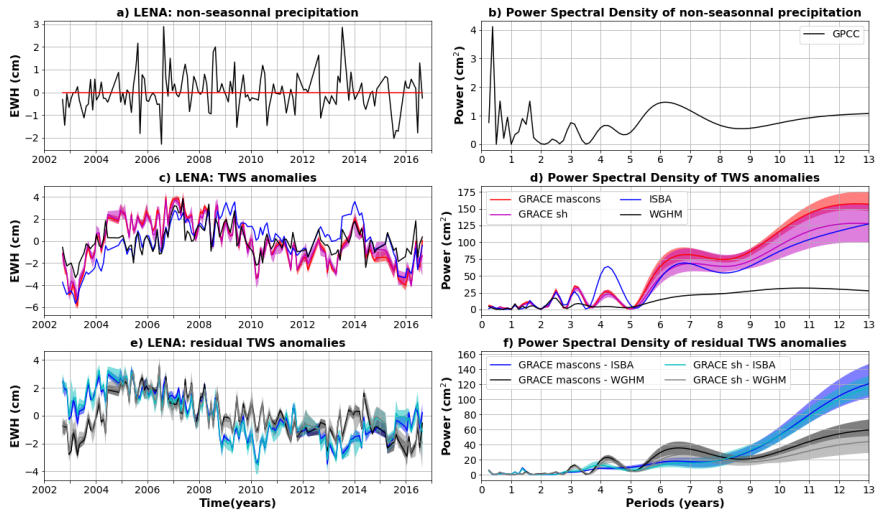 a) LENA: non-seasonnal precipitation
EWH (cm)
3
2
1
0
−1
−2
2002 2004 2006 2008 2010 2012 2014 2016
b) Power Spectral Density of non-seasonnal precipitation
Power (cm²)
4
3
2
1
0
GPCC
0 1 2 3 4 5 6 7 8 9 10 11 12 13
c) LENA: TWS anomalies
EWH (cm)
4
2
0
−2
−4
−6
2002 2004 2006 2008 2010 2012 2014 2016
d) Power Spectral Density of TWS anomalies
Power (cm²)
175
150
125
100
75
50
25
0
GRACE mascons ISBA
GRACE sh WGHM
0 1 2 3 4 5 6 7 8 9 10 11 12 13
e) LENA: residual TWS anomalies
EWH (cm)
4
2
0
−2
−4
2002 2004 2006 2008 2010 2012 2014 2016
Time(years)
f) Power Spectral Density of residual TWS anomalies
Power (cm²)
160
140
120
100
80
60
40
20
0
GRACE mascons - ISBA GRACE sh - ISBA
GRACE mascons - WGHM GRACE sh - WGHM
0 1 2 3 4 5 6 7 8 9 10 11 12 13
Periods (years)